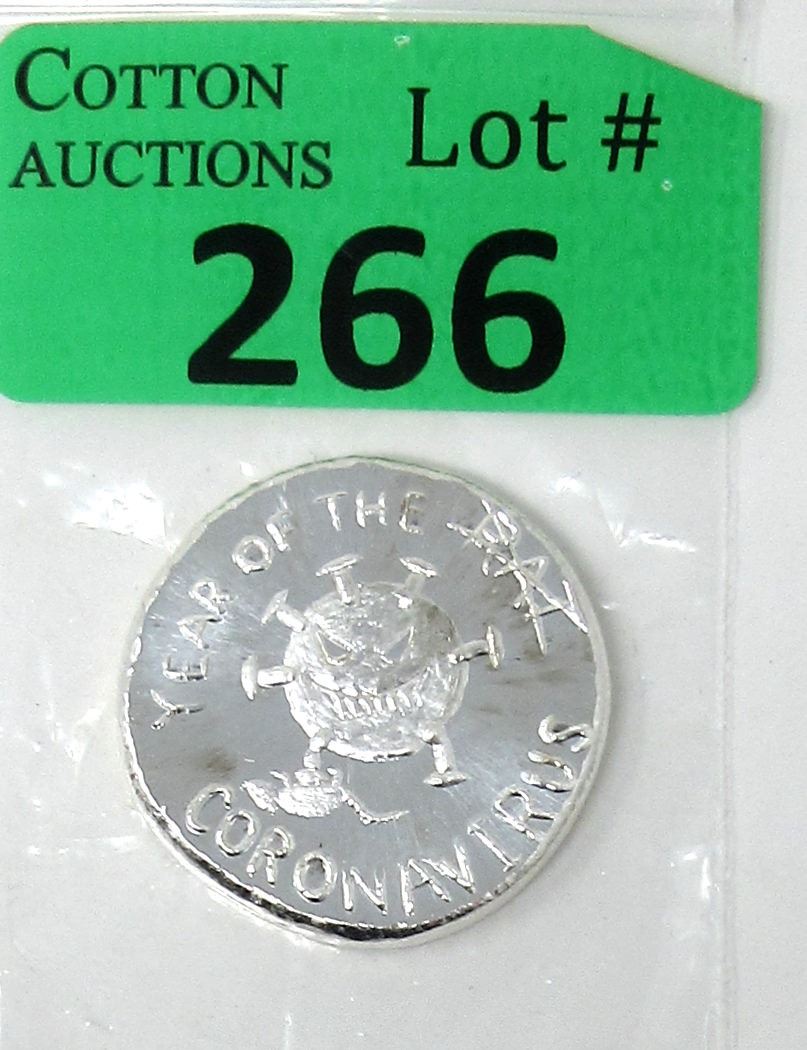 COTTON
AUCTIONS
Lot #
266
YEAR OF THE RAT
CORONAVIRUS